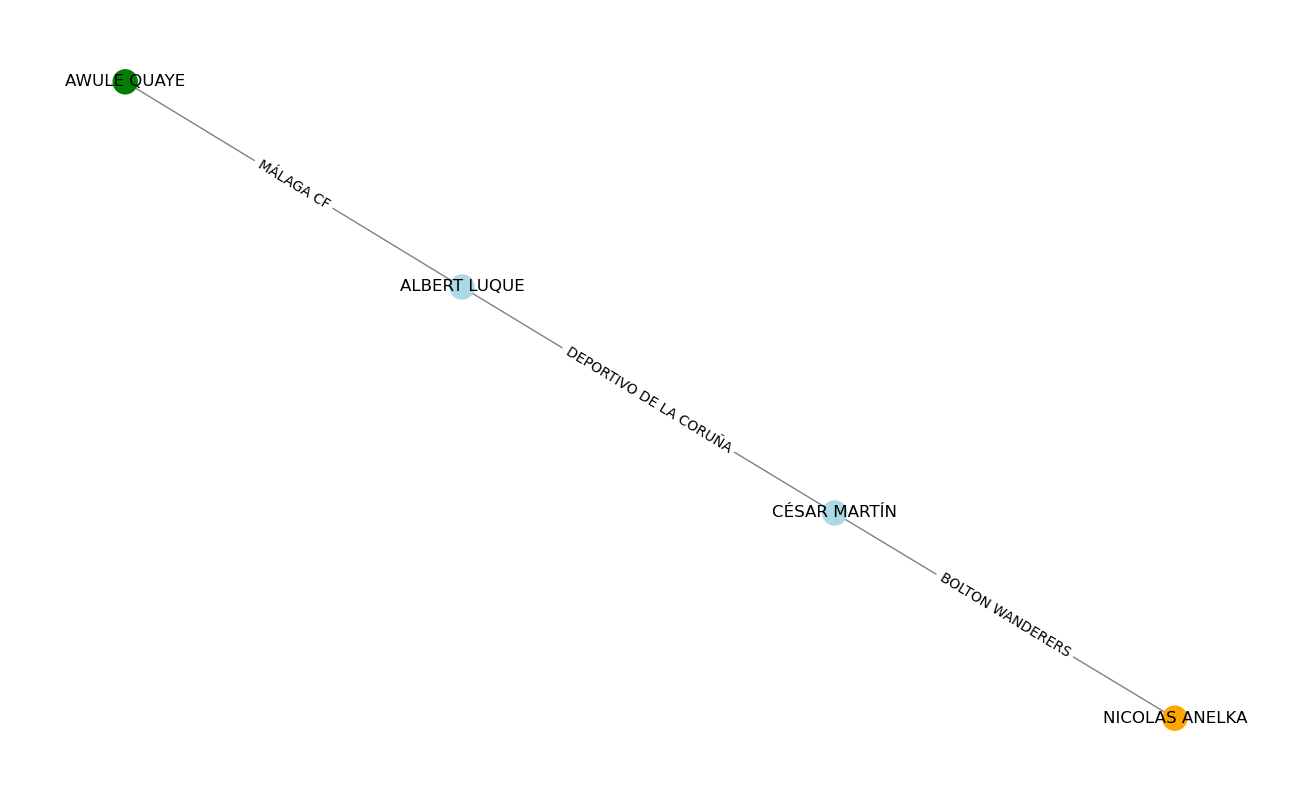 AWULE QUAYE
MÁLAGA CF
ALBERT LUQUE
DEPORTIVO DE LA CORUÑA
CÉSAR MARTÍN
BOLTON WANDERERS
NICOLAS ANELKA